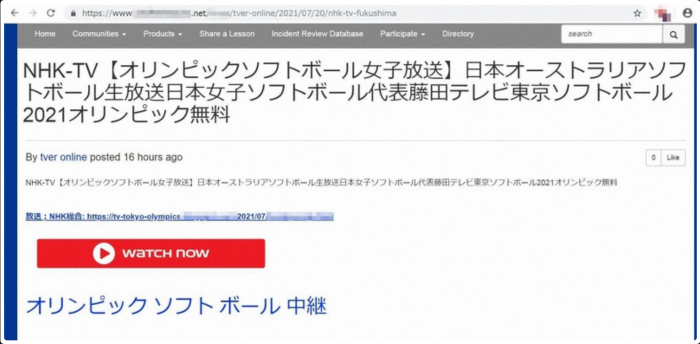 https://www. .net/ /tver-online/2021/07/20/nhk-tv-fukushima
Home Communities Products Share a Lesson Incident Review Database Participate Directory search
NHK-TV【オリンピックソフトボール女子放送】日本オーストラリアソフ
トボール生放送日本女子ソフトボール代表藤田テレビ東京ソフトボール
2021オリンピック無料
By tver online posted 16 hours ago
0 Like
NHK-TV【オリンピックソフトボール女子放送】日本オーストラリアソフトボール生放送日本女子ソフトボール代表藤田テレビ東京ソフトボール2021オリンピック無料
放送；NHK総合: https://tv-tokyo-olympics. 2021/07/
WATCH NOW
オリンピック ソフト ボール 中継